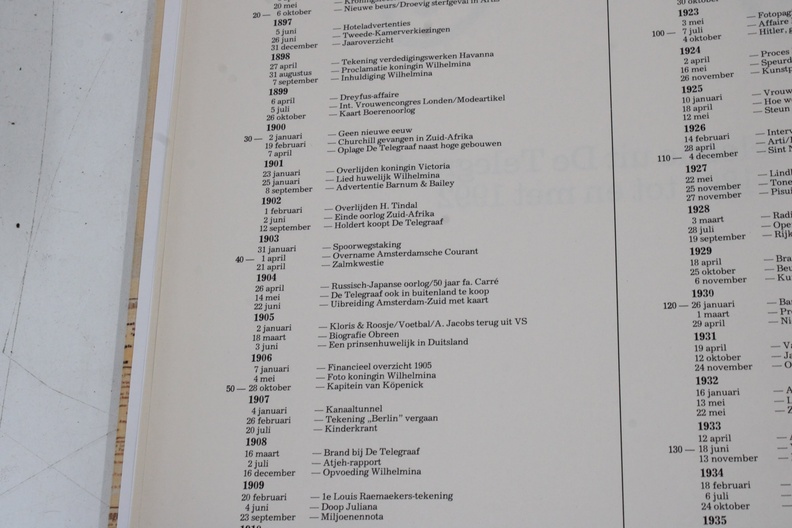 20 mei
20 — 6 oktober — Nieuwe beurs/Droevig sterfgeval in
1897
5 juni — Hoteladvertenties
26 juni — Tweede-Kamerverkiezingen
31 december — Jaaroverzicht
1898
27 april — Tekening verdedigingswerken Havanna
31 augustus — Proclamatie koningin Wilhelmina
7 september — Inhuldiging Wilhelmina
1899
6 april — Dreyfus-affaire
5 juli — Int. Vrouwencongres Londen/Modeartikel
26 oktober — Kaart Boerenoorlog
1900
30 — 2 januari — Geen nieuwe eeuw
19 februari — Churchill gevangen in Zuid-Afrika
7 april — Oplage De Telegraaf naast hoge gebouwen
1901
23 januari — Overlijden koningin Victoria
25 januari — Lied huwelijk Wilhelmina
8 september — Advertentie Barnum & Bailey
1902
1 februari — Overlijden H. Tindal
2 juni — Einde oorlog Zuid-Afrika
12 september — Holdert koopt De Telegraaf
1903
31 januari — Spoorwegstaking
40 — 1 april — Overname Amsterdamsche Courant
21 april — Zalmkwestie
1904
26 april — Russisch-Japanse oorlog/50 jaar fa. Carré
14 mei — De Telegraaf ook in buitenland te koop
22 juni — Uibreiding Amsterdam-Zuid met kaart
1905
2 januari — Kloris & Roosje/Voetbal/A. Jacobs terug uit VS
18 maart — Biografie Obreen
3 juni — Een prinsenhuwelijk in Duitsland
1906
7 januari — Financieel overzicht 1905
4 mei — Foto koningin Wilhelmina
50 — 28 oktober — Kapitein van Köpenick
1907
4 januari — Kanaaltunnel
26 februari — Tekening „Berlin” vergaan
20 juli — Kinderkrant
1908
16 maart — Brand bij De Telegraaf
2 juli — Atjeh-rapport
16 december — Opvoeding Wilhelmina
1909
20 februari — 1e Louis Raemaekers-tekening
4 juni — Doop Juliana
23 september — Miljoenennota
1923
3 mei — Fotopag
100 — 7 juli — Affaire
4 oktober — Hitler,
1924
2 april — Proces
16 mei — Speurd
26 november — Kunstp
1925
10 januari — Vrouw
18 april — Hoe w
12 mei — Steun
1926
14 februari — Interv
28 april — Arti/
110 — 4 december — Sint N
1927
22 mei — Lindl
25 november — Tone
27 november — Pisui
1928
3 maart — Radi
28 juli — Ope
19 september — Rijk
1929
18 april — Bra
25 oktober — Beu
6 november — Ku
1930
120 — 26 januari — Ba
1 maart — Pr
29 april — Ni
1931
19 april — V
12 oktober — Ja
24 november — O
1932
16 januari — A
13 mei — L
22 mei — Z
1933
12 april —
130 — 18 juni —
13 november —
1934
18 februari —
6 juli —
24 oktober —
1935